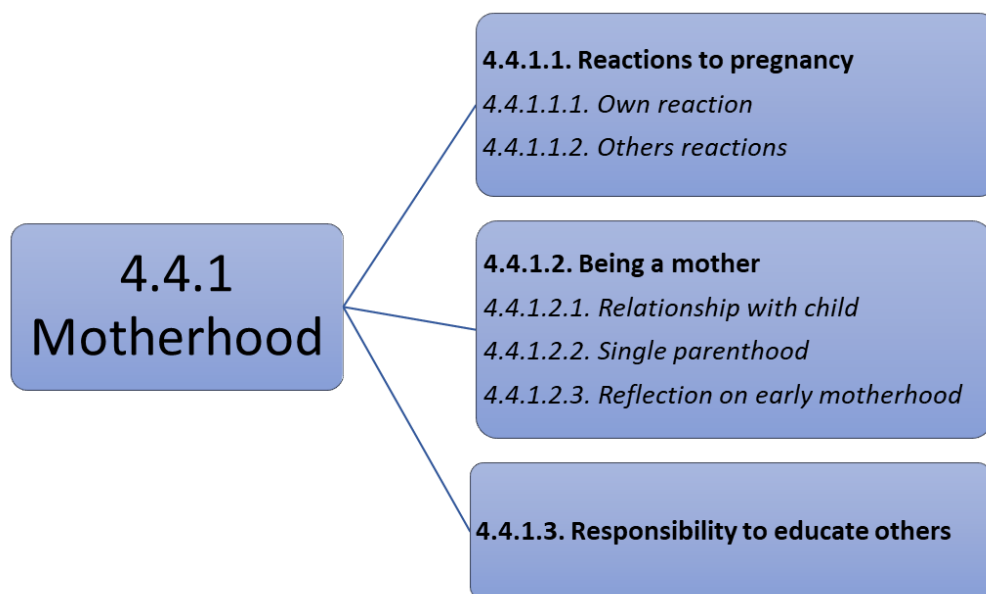 4.4.1
Motherhood
4.4.1.1. Reactions to pregnancy
4.4.1.1.1. Own reaction
4.4.1.1.2. Others reactions
4.4.1.2. Being a mother
4.4.1.2.1. Relationship with child
4.4.1.2.2. Single parenthood
4.4.1.2.3. Reflection on early motherhood
4.4.1.3. Responsibility to educate others